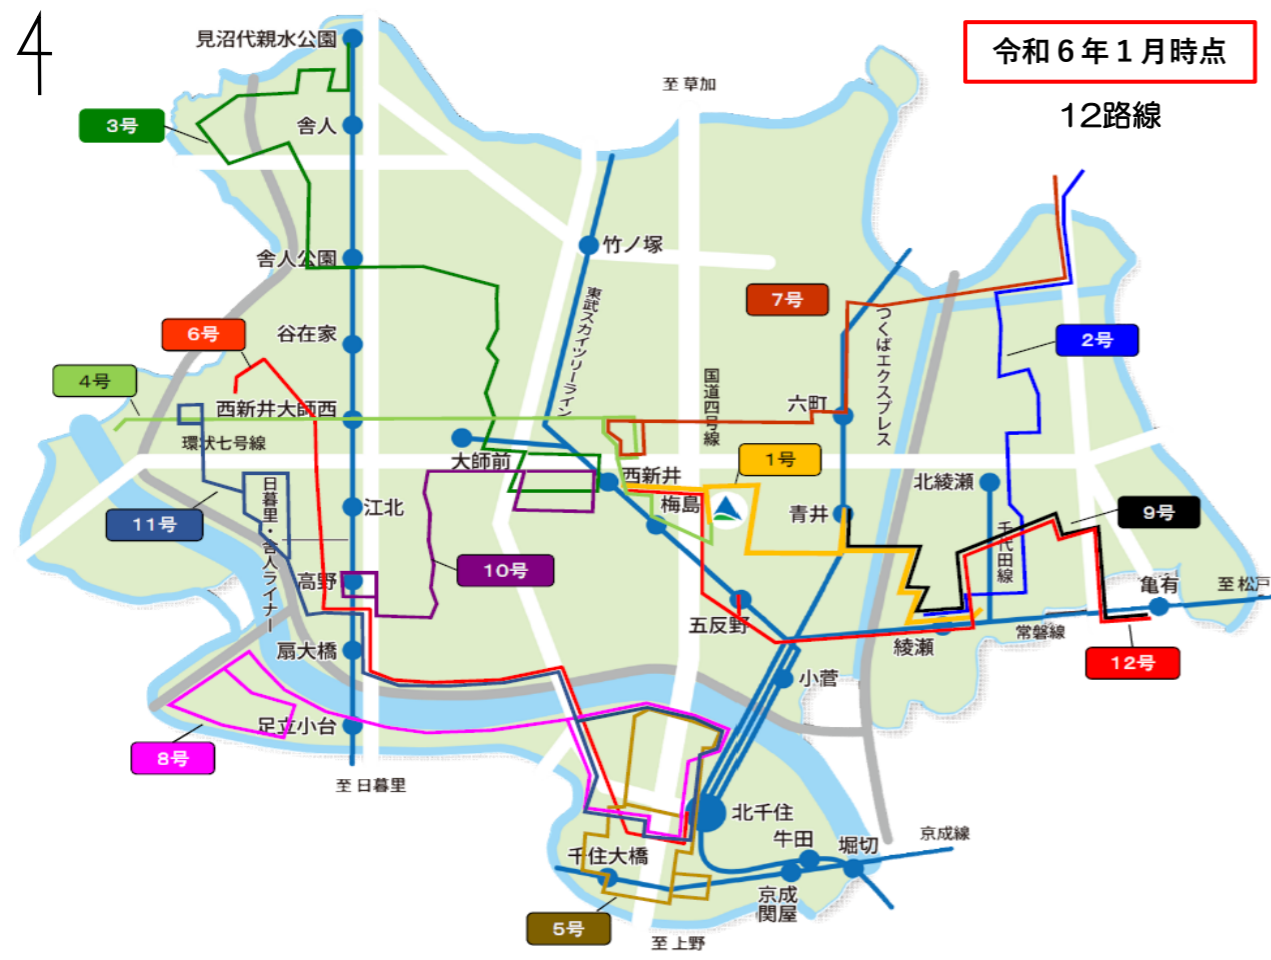 令和６年１月時点
12路線
見沼代親水公園
至 草加
3号
舎人
舎人公園
竹ノ塚
東武スカイツリーライン
7号
つくばエクスプレス
6号
谷在家
2号
4号
国道四号線
西新井大師西
六町
環状七号線
大師前
西新井
1号
北綾瀬
日暮里・舎人ライナー
江北
梅島
青井
9号
11号
千代田線
10号
高野
亀有
至 松戸
五反野
常磐線
綾瀬
扇大橋
12号
小菅
足立小台
8号
至 日暮里
北千住
牛田
堀切
京成線
千住大橋
京成
関屋
5号
至 上野